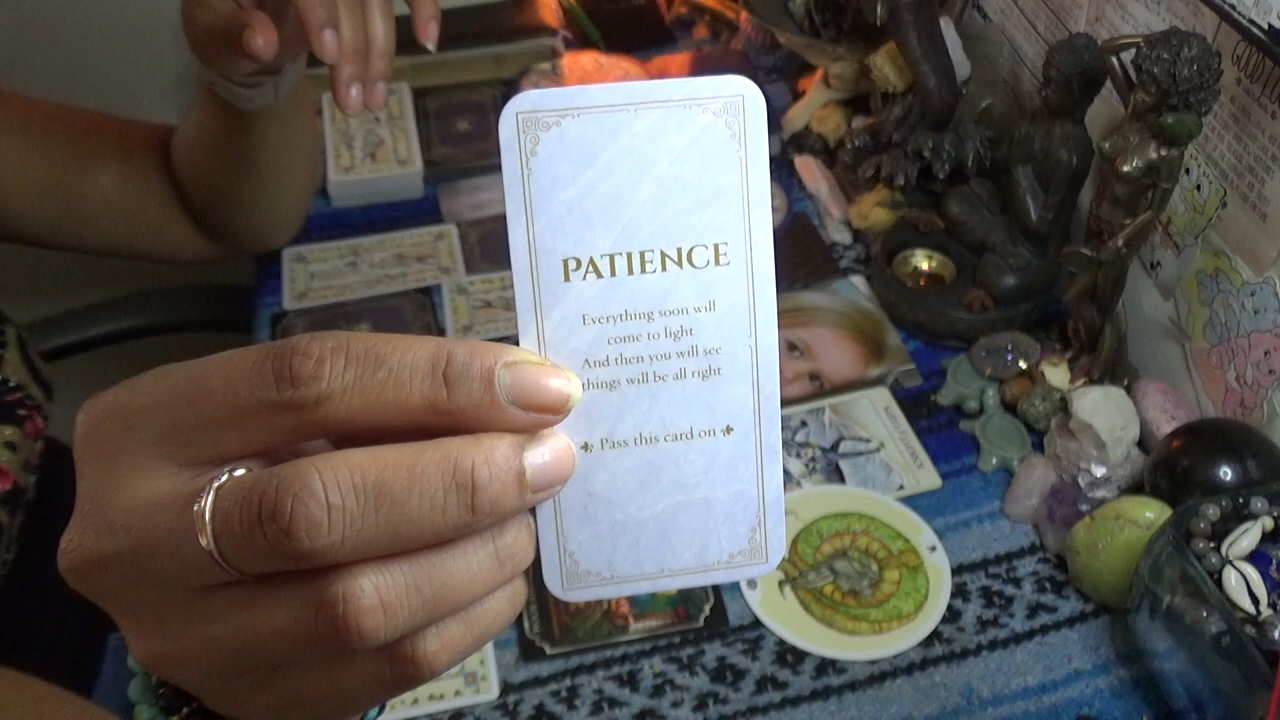 PATIENCE
Everything soon will
come to light
And then you will see
things will be all right
Pass this card on